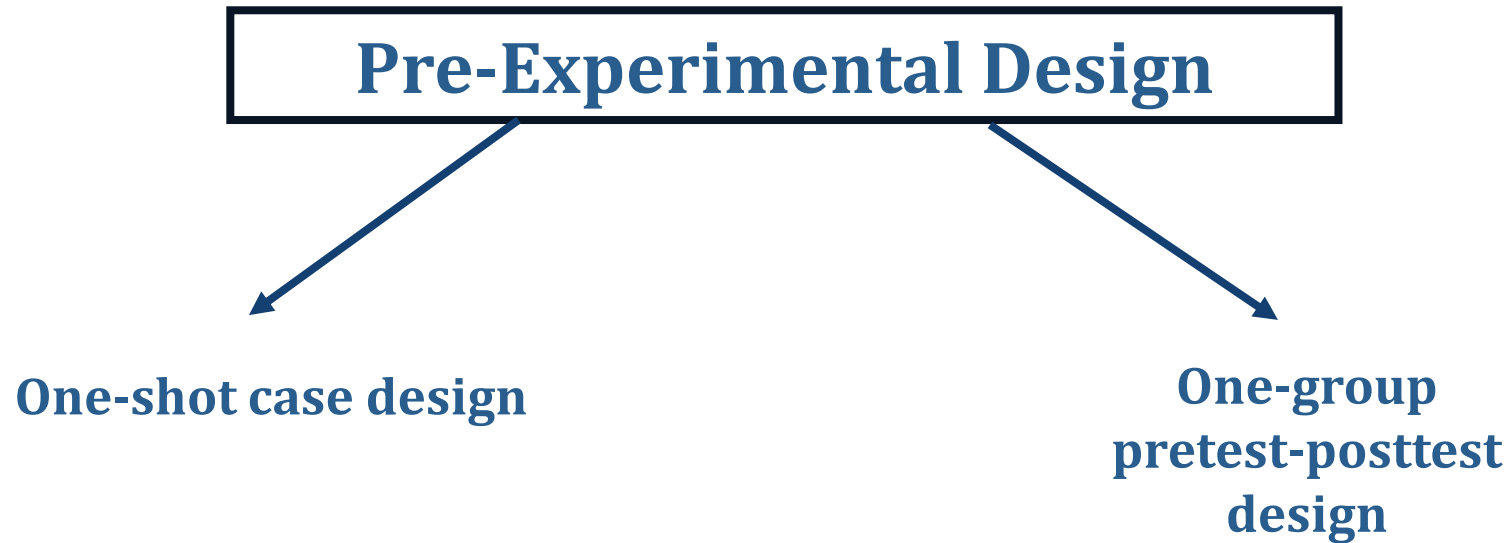 Pre-Experimental Design
One-shot case design
One-group
pretest-posttest
design